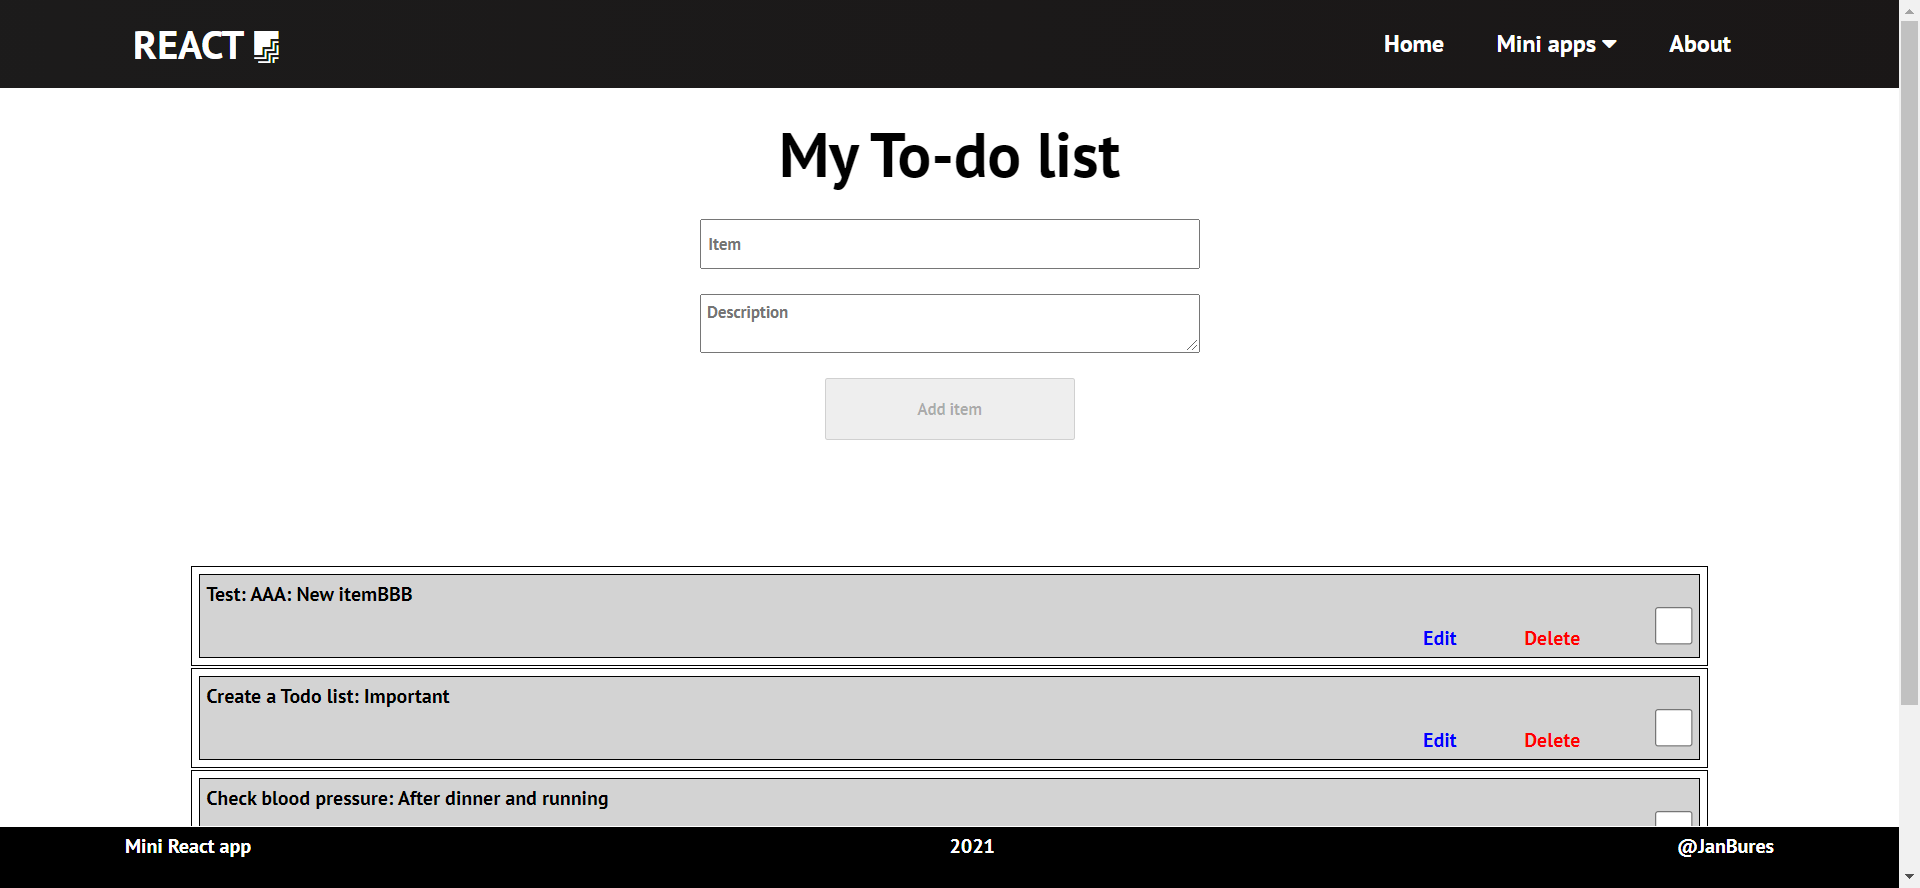 REACT
Home
Mini apps
About
My To-do list
Item
Description
Add item
Test: AAA: New itemBBB
Edit
Delete
Create a Todo list: Important
Edit
Delete
Check blood pressure: After dinner and running
Mini React app
2021
@JanBures